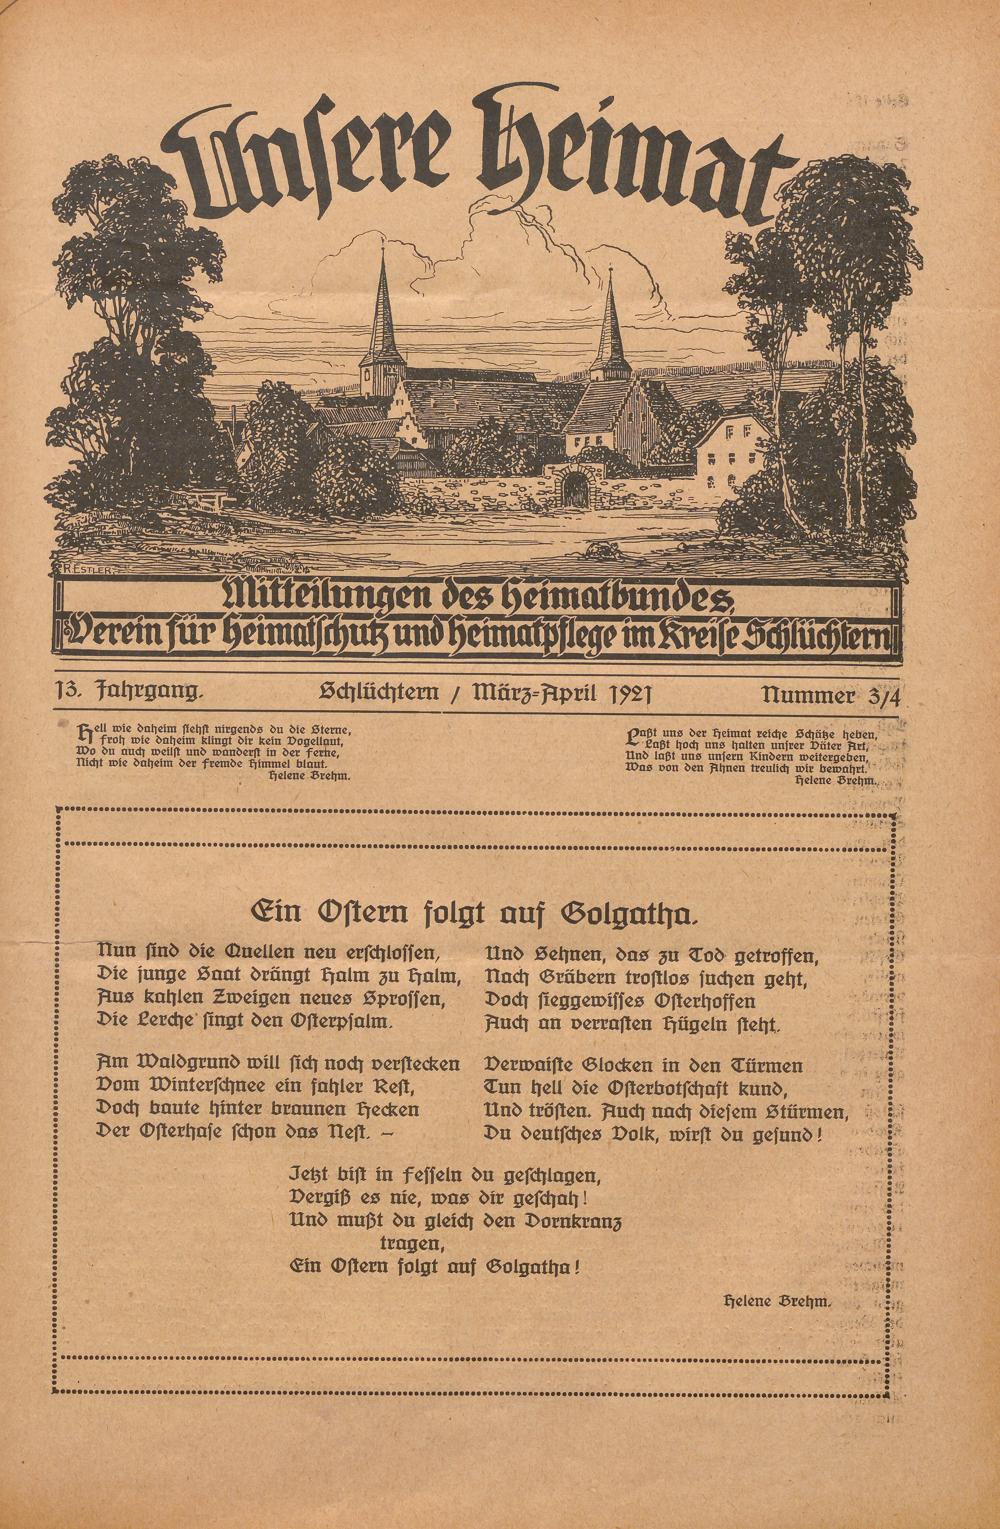 Unsere Heimat
RESTLER
Mitteilungen des Heimatbundes,
Verein für Heimatschutz und Heimatpflege im Kreise Schlüchtern
13. Jahrgang. Schlüchtern / März-April 1921 Nummer 3/4
Hell wie daheim siehst nirgends du die Sterne,
froh wie daheim klingt dir kein Vogellaut,
Wo du auch weilst und wanderst in der Ferne,
Nicht wie daheim der fremde Himmel blaut.
Helene Brehm.
Laßt uns der Heimat reiche Schätze heben,
Laßt hoch uns halten unsrer Väter Art,
Und laßt uns unsern Kindern weitergeben,
Was von den Ahnen treulich wir bewahrt.
Helene Brehm.
Ein Ostern folgt auf Golgatha.
Nun sind die Quellen neu erschlossen,
Die junge Saat drängt Halm zu Halm,
Aus kahlen Zweigen neues Sprossen,
Die Lerche singt den Osterpsalm.
Am Waldgrund will sich noch verstecken
Vom Winterschnee ein fahler Rest,
Doch baute hinter braunen Hecken
Der Osterhase schon das Nest. –
Und Sehnen, das zu Tod getroffen,
Nach Gräbern trostlos suchen geht,
Doch sieggewisses Osterhoffen
Auch an verrasten Hügeln steht.
Verwaiste Glocken in den Türmen
Tun hell die Osterbotschaft kund,
Und trösten. Auch nach diesem Stürmen,
Du deutsches Volk, wirst du gesund!
Jetzt bist in Fesseln du geschlagen,
Vergiß es nie, was dir geschah!
Und mußt du gleich den Dornkranz
tragen,
Ein Ostern folgt auf Golgatha!
Helene Brehm.